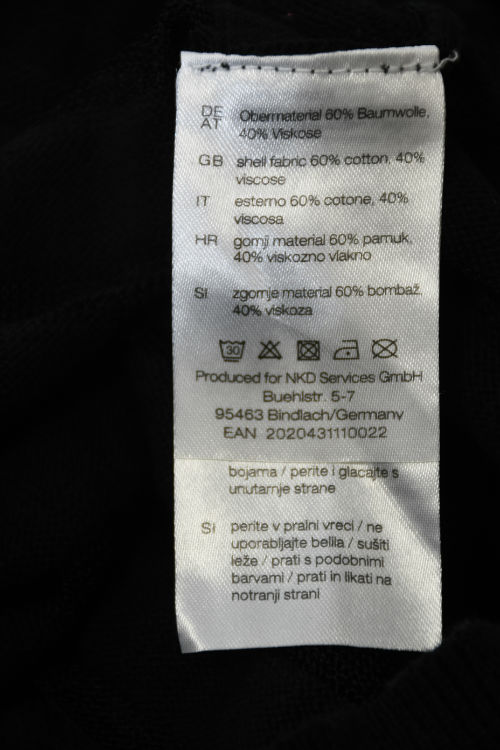 DE
AT
Obermaterial 60% Baumwolle,
40% Viskose
GB shell fabric 60% cotton, 40%
viscose
IT esterno 60% cotone, 40%
viscosa
HR gornji material 60% pamuk,
40% viskozno vlakno
SI zgornje material 60% bombaž,
40% viskoza
30
Produced for NKD Services GmbH
Buehlstr. 5-7
95463 Bindlach/Germany
EAN 2020431110022
bojama / perite i glačajte s
unutarnje strane
SI perite v pralni vreci / ne
uporabljajte belila / sušiti
leže / prati s podobnimi
barvami / prati in likati na
notranji strani